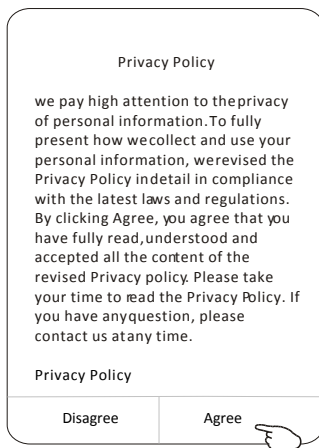 Privacy Policy
we pay high attention to theprivacy
of personal information.To fully
present how wecollect and use your
personal information, werevised the
Privacy Policy indetail in compliance
with the latest laws and regulations.
By clicking Agree, you agree that you
have fully read,understood and
accepted all the content of the
revised Privacy policy. Please take
your time to read the Privacy Policy. If
you have anyquestion, please
contact us atany time.
Privacy Policy
Disagree Agree